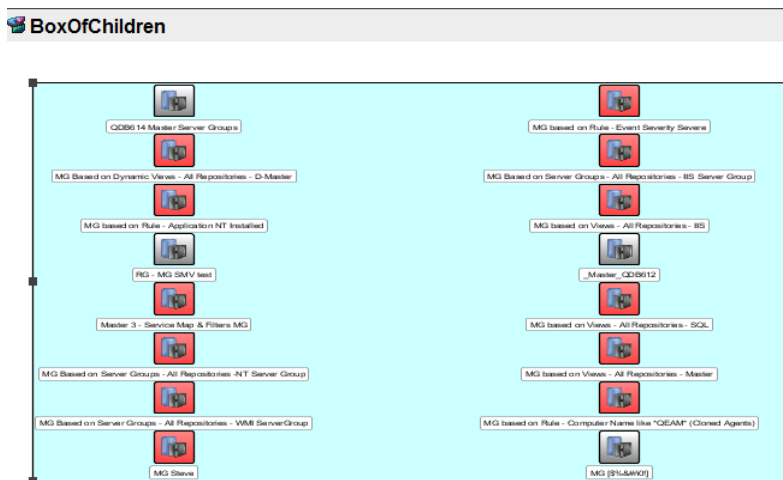 BoxOfChildren
QDB614 Master Server Groups
MG based on Rule - Event Severity Severe
MG Based on Dynamic Views - All Repositories - D-Master
MG Based on Server Groups - All Repositories - IIS Server Group
MG based on Rule - Application NT Installed
MG based on Views - All Repositories - IIS
RG - MG SMV test
_Master_QDB612
Master 3 - Service Map & Filters MG
MG based on Views - All Repositories - SQL
MG Based on Server Groups - All Repositories -NT Server Group
MG based on Views - All Repositories - Master
MG Based on Server Groups - All Repositories - WMI ServerGroup
MG based on Rule - Computer Name like "QEAM" (Cloned Agents)
MG Steve
MG